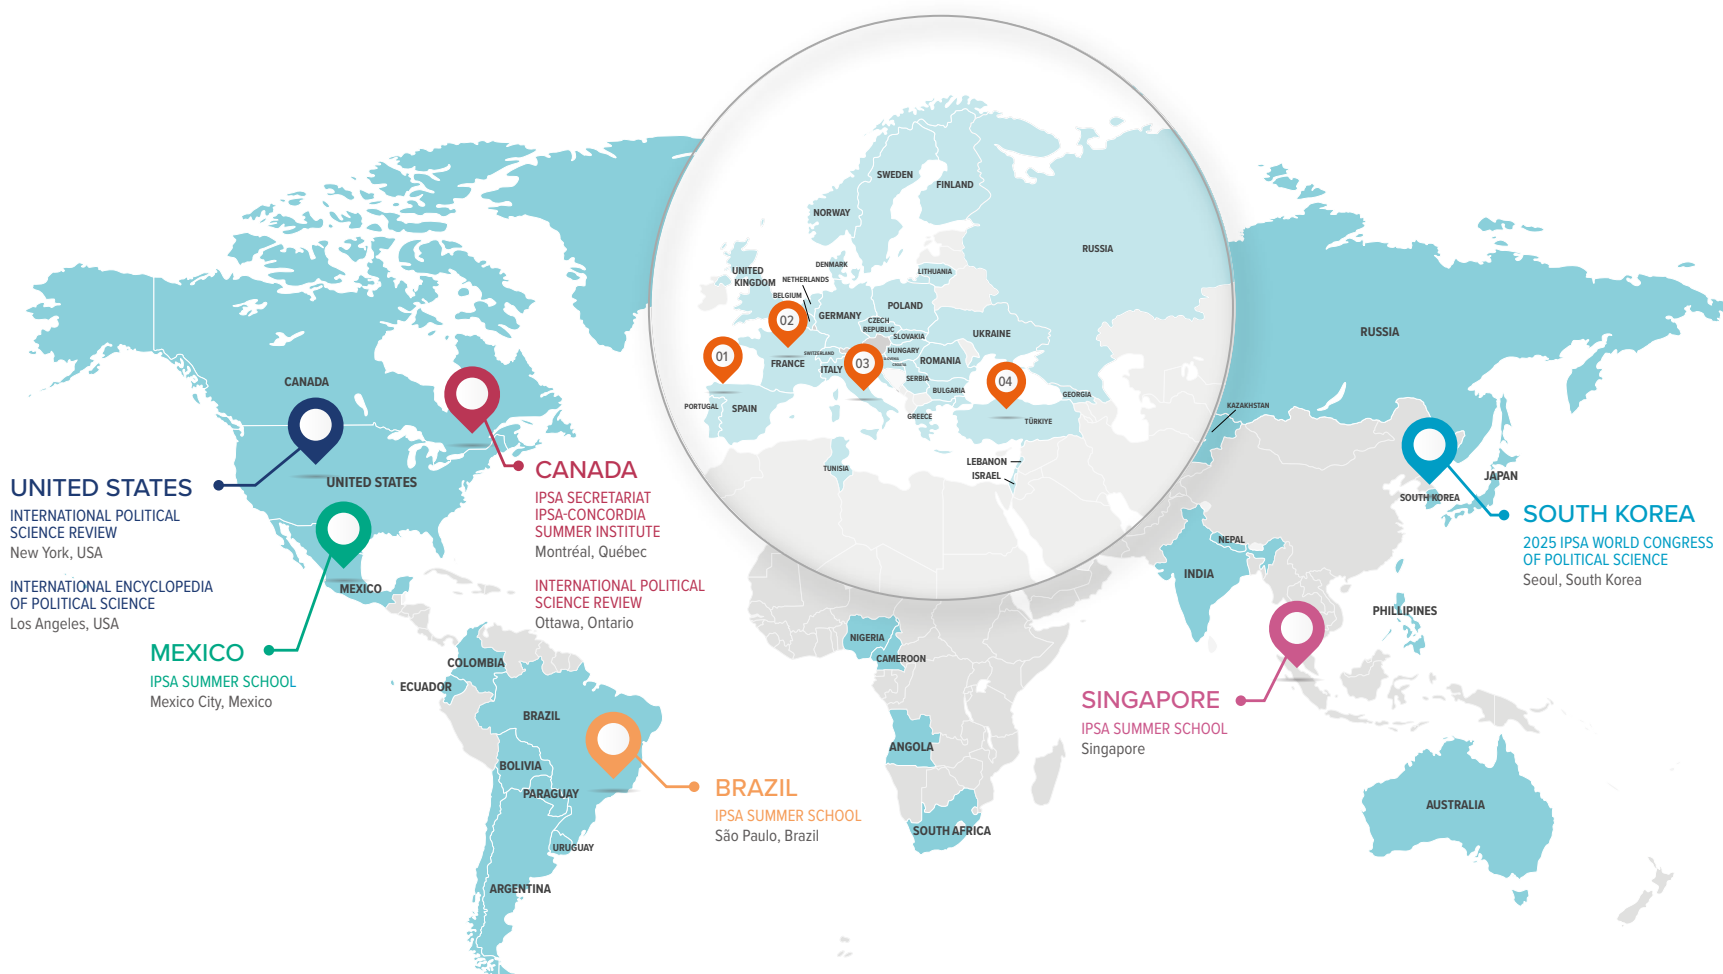 SWEDEN
FINLAND
NORWAY
RUSSIA
DENMARK
UNITED
KINGDOM
NETHERLANDS
LITHUANIA
BELGIUM
POLAND
GERMANY
02
CZECH
REPUBLIC
UKRAINE
SLOVAKIA
01
SWITZERLAND
HUNGARY
FRANCE
ITALY
03
ROMANIA
SERBIA
04
BULGARIA
GEORGIA
PORTUGAL
SPAIN
GREECE
TÜRKIYE
TUNISIA
LEBANON
ISRAEL
RUSSIA
KAZAKHSTAN
CANADA
UNITED STATES
MEXICO
JAPAN
SOUTH KOREA
NEPAL
INDIA
PHILLIPINES
NIGERIA
CAMEROON
COLOMBIA
ECUADOR
BRAZIL
BOLIVIA
PARAGUAY
URUGUAY
ARGENTINA
ANGOLA
SOUTH AFRICA
AUSTRALIA
UNITED STATES
INTERNATIONAL POLITICAL
SCIENCE REVIEW
New York, USA
INTERNATIONAL ENCYCLOPEDIA
OF POLITICAL SCIENCE
Los Angeles, USA
CANADA
IPSA SECRETARIAT
IPSA-CONCORDIA
SUMMER INSTITUTE
Montréal, Québec
INTERNATIONAL POLITICAL
SCIENCE REVIEW
Ottawa, Ontario
MEXICO
IPSA SUMMER SCHOOL
Mexico City, Mexico
BRAZIL
IPSA SUMMER SCHOOL
São Paulo, Brazil
SINGAPORE
IPSA SUMMER SCHOOL
Singapore
SOUTH KOREA
2025 IPSA WORLD CONGRESS
OF POLITICAL SCIENCE
Seoul, South Korea